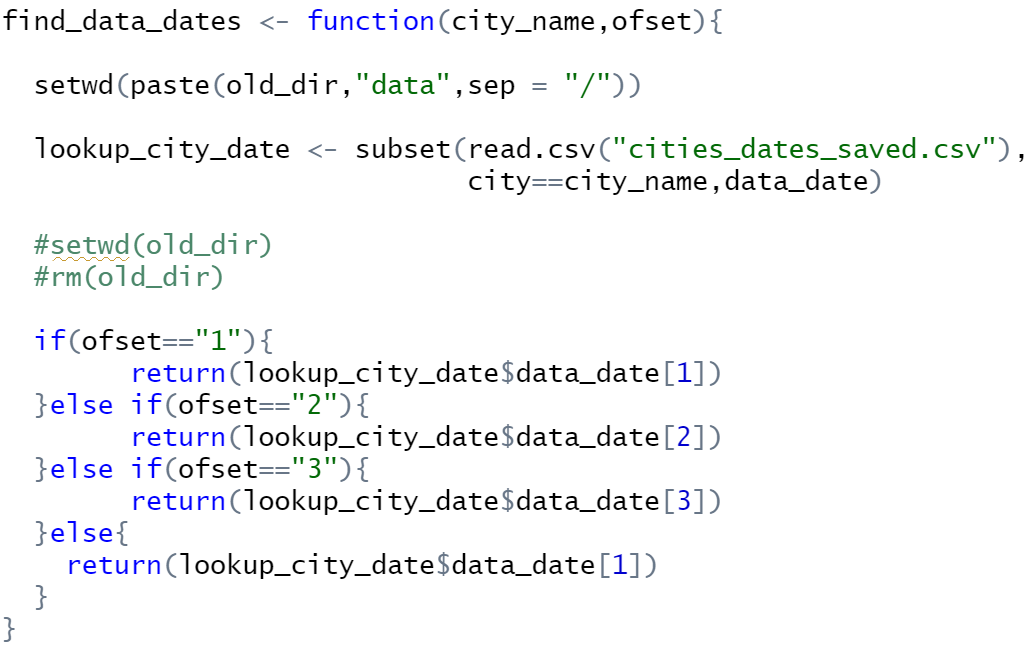 find_data_dates <- function(city_name,ofset){
  setwd(paste(old_dir,"data",sep = "/"))
  lookup_city_date <- subset(read.csv("cities_dates_saved.csv"),
                             city==city_name,data_date)
  #setwd(old_dir)
  #rm(old_dir)
  if(ofset=="1"){
        return(lookup_city_date$data_date[1])
  }else if(ofset=="2"){
        return(lookup_city_date$data_date[2])
  }else if(ofset=="3"){
        return(lookup_city_date$data_date[3])
  }else{
    return(lookup_city_date$data_date[1])
  }
}